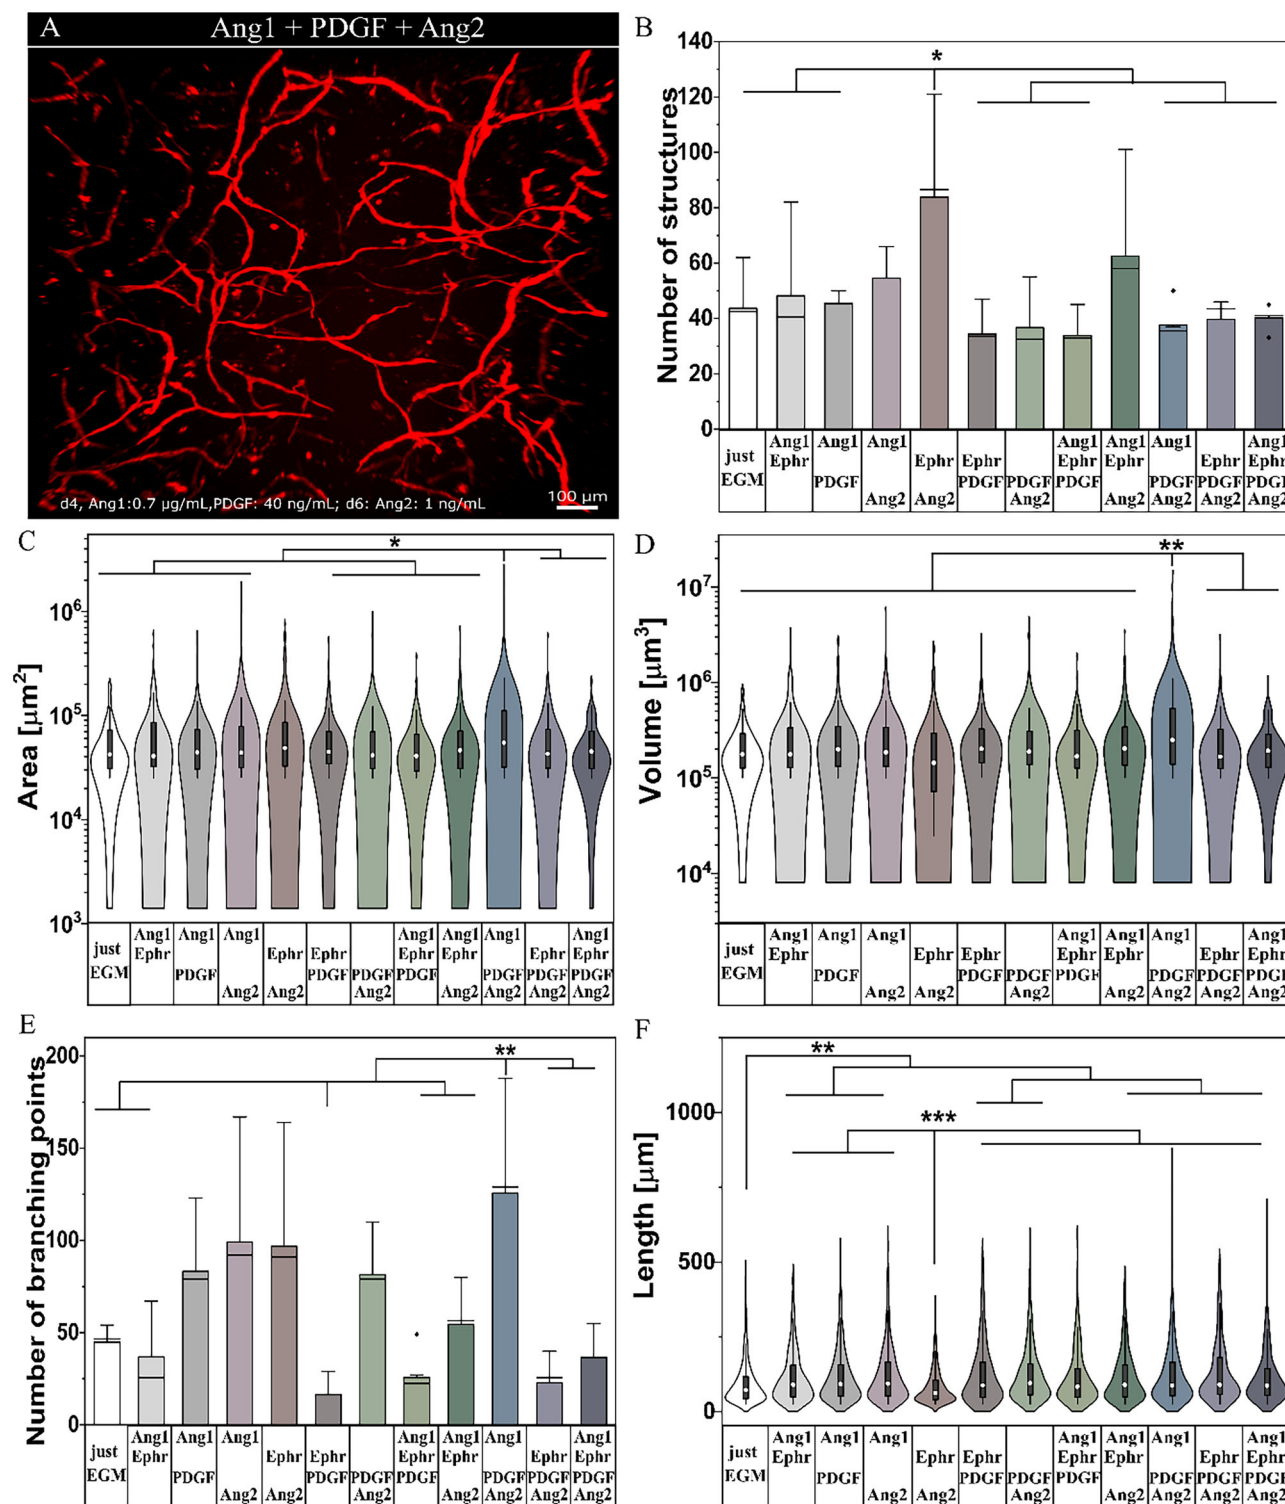 A
Ang1 + PDGF + Ang2
d4, Ang1:0.7 µg/mL,PDGF: 40 ng/mL; d6: Ang2: 1 ng/mL
100 µm
B
Number of structures
140
120
100
80
60
40
20
0
*
just EGM
Ang1 Ephr
Ang1 PDGF
Ang1 Ang2
Ephr Ang2
Ephr PDGF
PDGF Ang2
Ang1 Ephr PDGF
Ang1 Ephr Ang2
Ang1 PDGF Ang2
Ephr PDGF Ang2
Ang1 Ephr PDGF Ang2
C
Area [µm²]
10⁶
10⁵
10⁴
10³
*
just EGM
Ang1 Ephr
Ang1 PDGF
Ang1 Ang2
Ephr Ang2
Ephr PDGF
PDGF Ang2
Ang1 Ephr PDGF
Ang1 Ephr Ang2
Ang1 PDGF Ang2
Ephr PDGF Ang2
Ang1 Ephr PDGF Ang2
D
Volume [µm³]
10⁷
10⁶
10⁵
10⁴
**
just EGM
Ang1 Ephr
Ang1 PDGF
Ang1 Ang2
Ephr Ang2
Ephr PDGF
PDGF Ang2
Ang1 Ephr PDGF
Ang1 Ephr Ang2
Ang1 PDGF Ang2
Ephr PDGF Ang2
Ang1 Ephr PDGF Ang2
E
Number of branching points
200
150
100
50
0
**
just EGM
Ang1 Ephr
Ang1 PDGF
Ang1 Ang2
Ephr Ang2
Ephr PDGF
PDGF Ang2
Ang1 Ephr PDGF
Ang1 Ephr Ang2
Ang1 PDGF Ang2
Ephr PDGF Ang2
Ang1 Ephr PDGF Ang2
F
Length [µm]
1000
500
0
**
***
just EGM
Ang1 Ephr
Ang1 PDGF
Ang1 Ang2
Ephr Ang2
Ephr PDGF
PDGF Ang2
Ang1 Ephr PDGF
Ang1 Ephr Ang2
Ang1 PDGF Ang2
Ephr PDGF Ang2
Ang1 Ephr PDGF Ang2